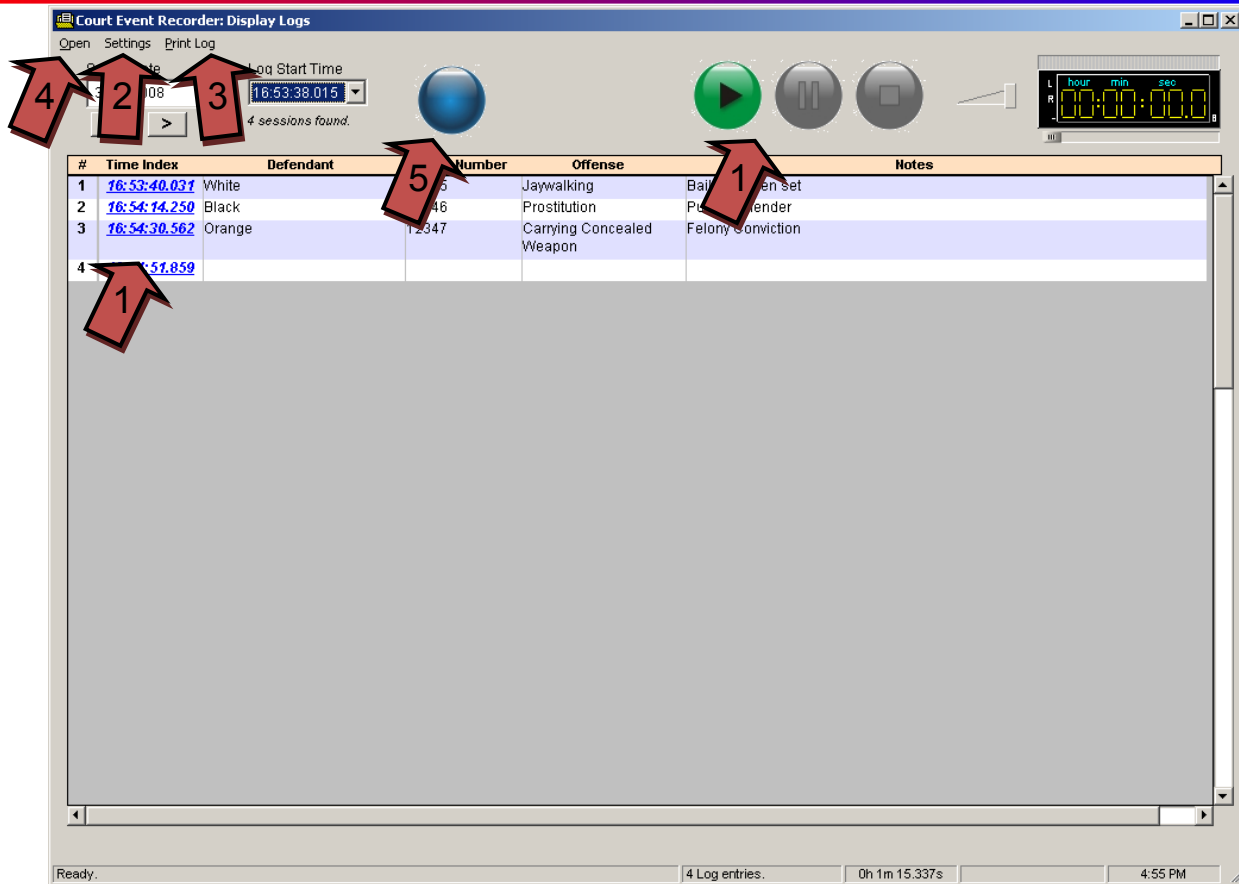 Court Event Recorder: Display Logs
Open Settings Print Log
Log Start Time
4 2 3 16:53:38.015
> 4 sessions found.
L hour min sec
R 00:00:00.0
5 1
# Time Index Defendant Number Offense Notes
1 16:53:40.031 White Jaywalking set
2 16:54:14.250 Black Prostitution
3 16:54:30.562 Orange 12347 Carrying Concealed Felony Conviction
Weapon
4 51.859
1
Ready. 4 Log entries. 0h 1m 15.337s 4:55 PM